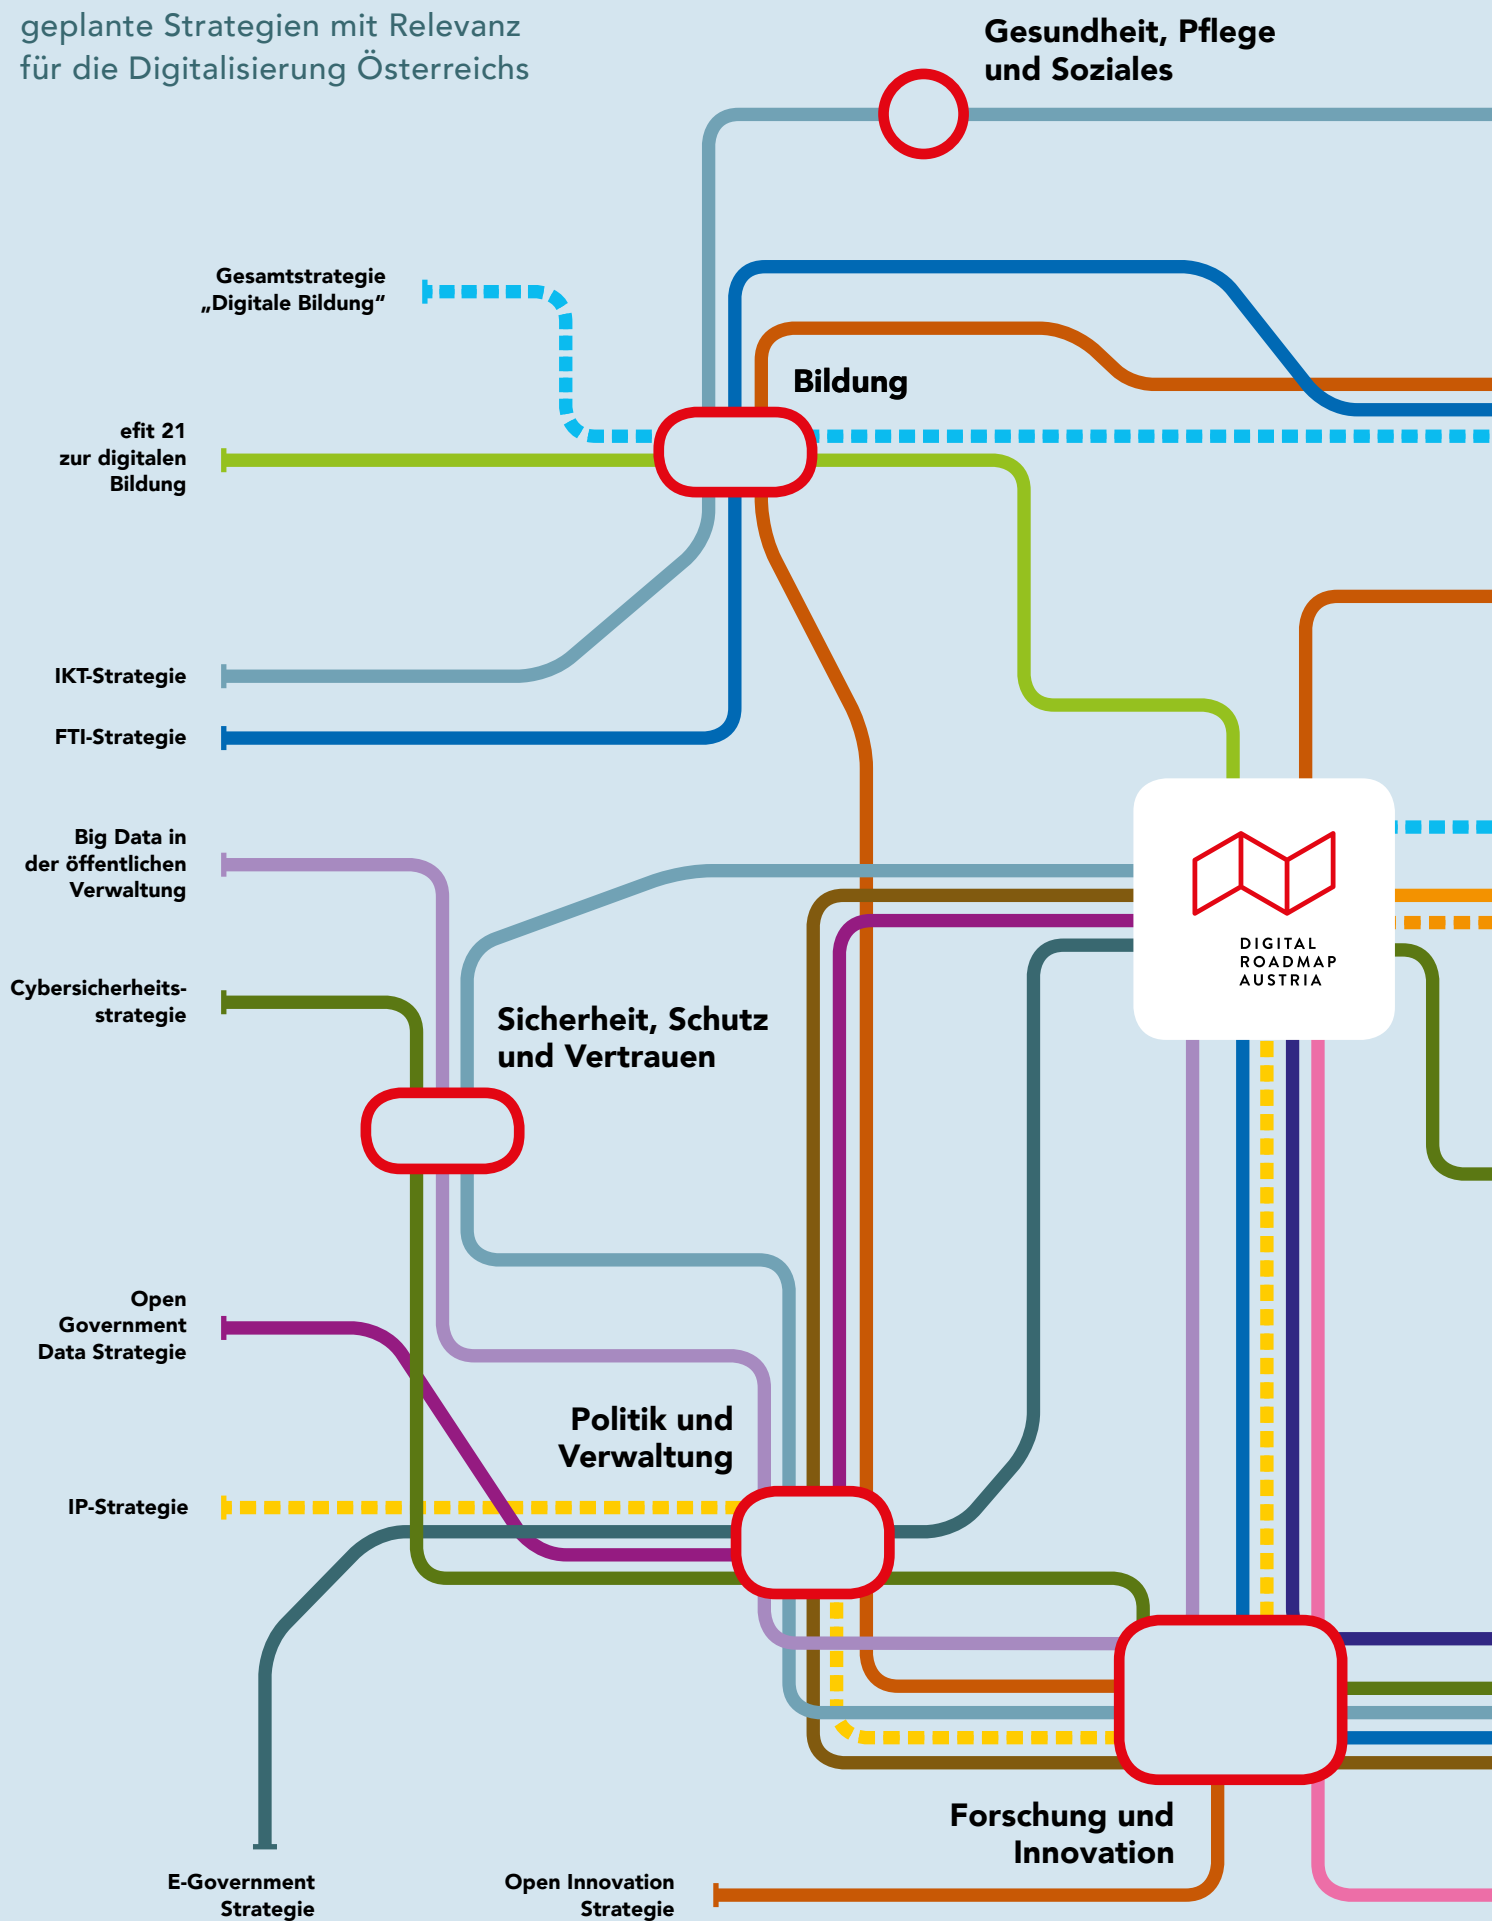 geplante Strategien mit Relevanz
für die Digitalisierung Österreichs
Gesundheit, Pflege
und Soziales
Gesamtstrategie
„Digitale Bildung“
Bildung
efit 21
zur digitalen
Bildung
IKT-Strategie
FTI-Strategie
Big Data in
der öffentlichen
Verwaltung
DIGITAL
ROADMAP
AUSTRIA
Cybersicherheits-
strategie
Sicherheit, Schutz
und Vertrauen
Open
Government
Data Strategie
Politik und
Verwaltung
IP-Strategie
Forschung und
Innovation
E-Government
Strategie
Open Innovation
Strategie